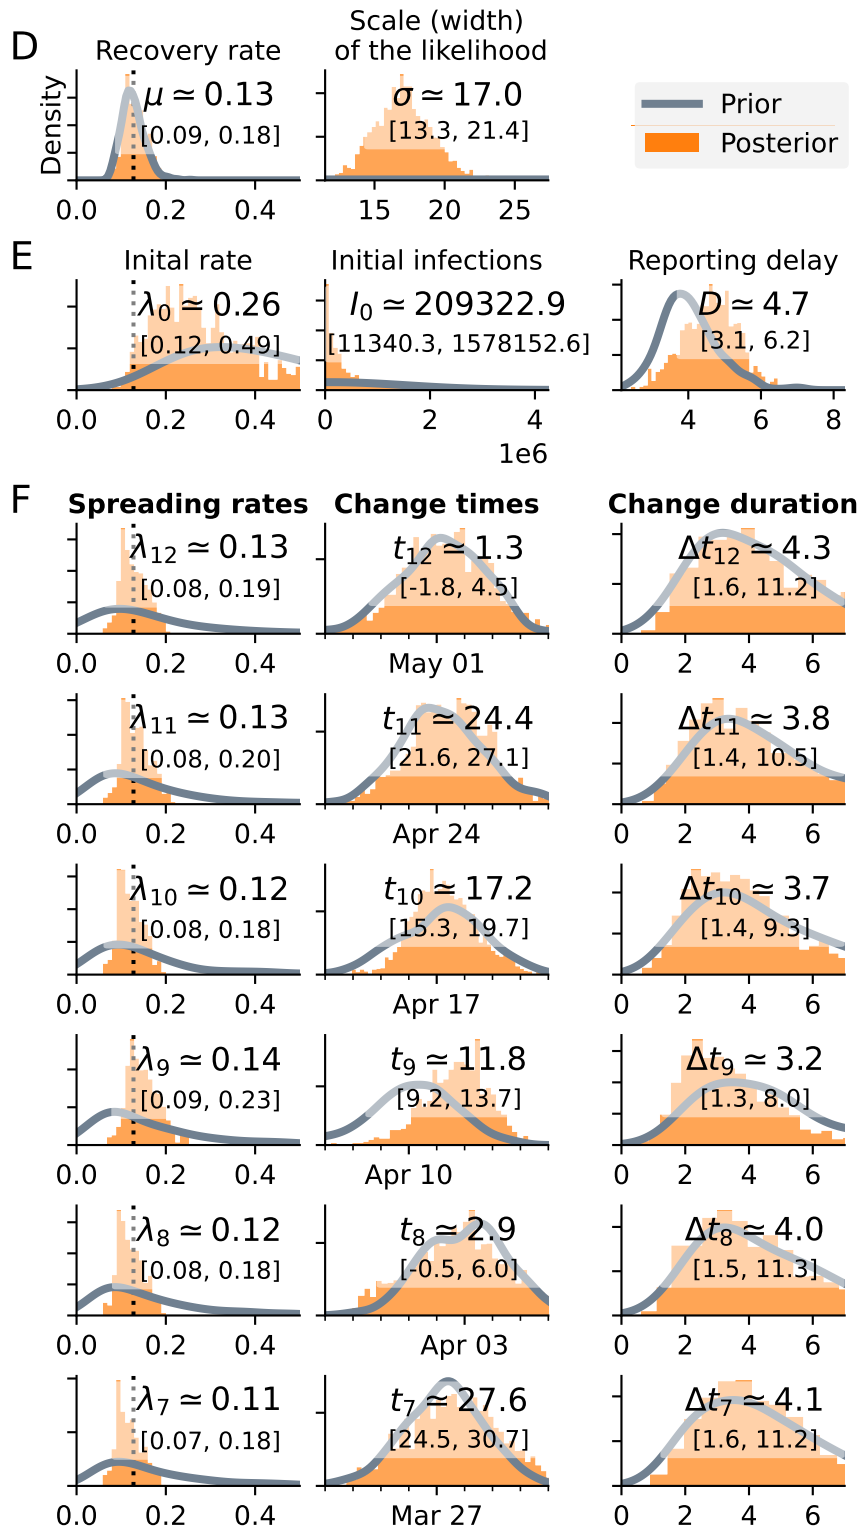 D
Recovery rate
Scale (width)
of the likelihood
Density
μ ≃ 0.13
[0.09, 0.18]
σ ≃ 17.0
[13.3, 21.4]
Prior
Posterior
0.0 0.2 0.4
15 20 25
E
Inital rate
Initial infections
Reporting delay
λ0 ≃ 0.26
[0.12, 0.49]
I0 ≃ 209322.9
[11340.3, 1578152.6]
D ≃ 4.7
[3.1, 6.2]
0.0 0.2 0.4
0 2 4
1e6
4 6 8
F
Spreading rates
Change times
Change duration
λ12 ≃ 0.13
[0.08, 0.19]
t12 ≃ 1.3
[-1.8, 4.5]
Δt12 ≃ 4.3
[1.6, 11.2]
0.0 0.2 0.4
May 01
0 2 4 6
λ11 ≃ 0.13
[0.08, 0.20]
t11 ≃ 24.4
[21.6, 27.1]
Δt11 ≃ 3.8
[1.4, 10.5]
0.0 0.2 0.4
Apr 24
0 2 4 6
λ10 ≃ 0.12
[0.08, 0.18]
t10 ≃ 17.2
[15.3, 19.7]
Δt10 ≃ 3.7
[1.4, 9.3]
0.0 0.2 0.4
Apr 17
0 2 4 6
λ9 ≃ 0.14
[0.09, 0.23]
t9 ≃ 11.8
[9.2, 13.7]
Δt9 ≃ 3.2
[1.3, 8.0]
0.0 0.2 0.4
Apr 10
0 2 4 6
λ8 ≃ 0.12
[0.08, 0.18]
t8 ≃ 2.9
[-0.5, 6.0]
Δt8 ≃ 4.0
[1.5, 11.3]
0.0 0.2 0.4
Apr 03
0 2 4 6
λ7 ≃ 0.11
[0.07, 0.18]
t7 ≃ 27.6
[24.5, 30.7]
Δt7 ≃ 4.1
[1.6, 11.2]
0.0 0.2 0.4
Mar 27
0 2 4 6